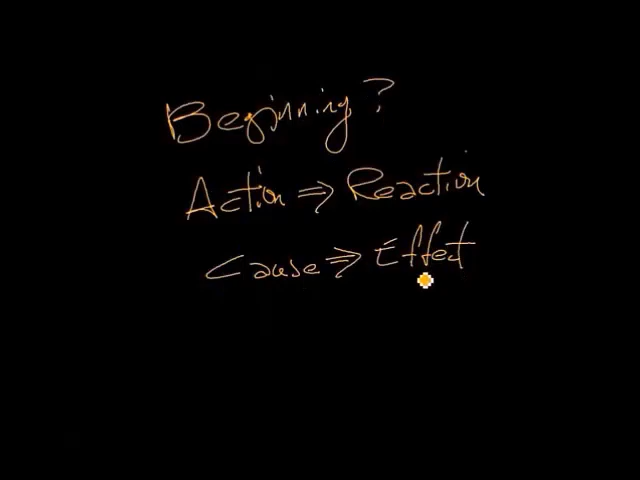 Beginning?
Action ⇒ Reaction
Cause ⇒ Effect